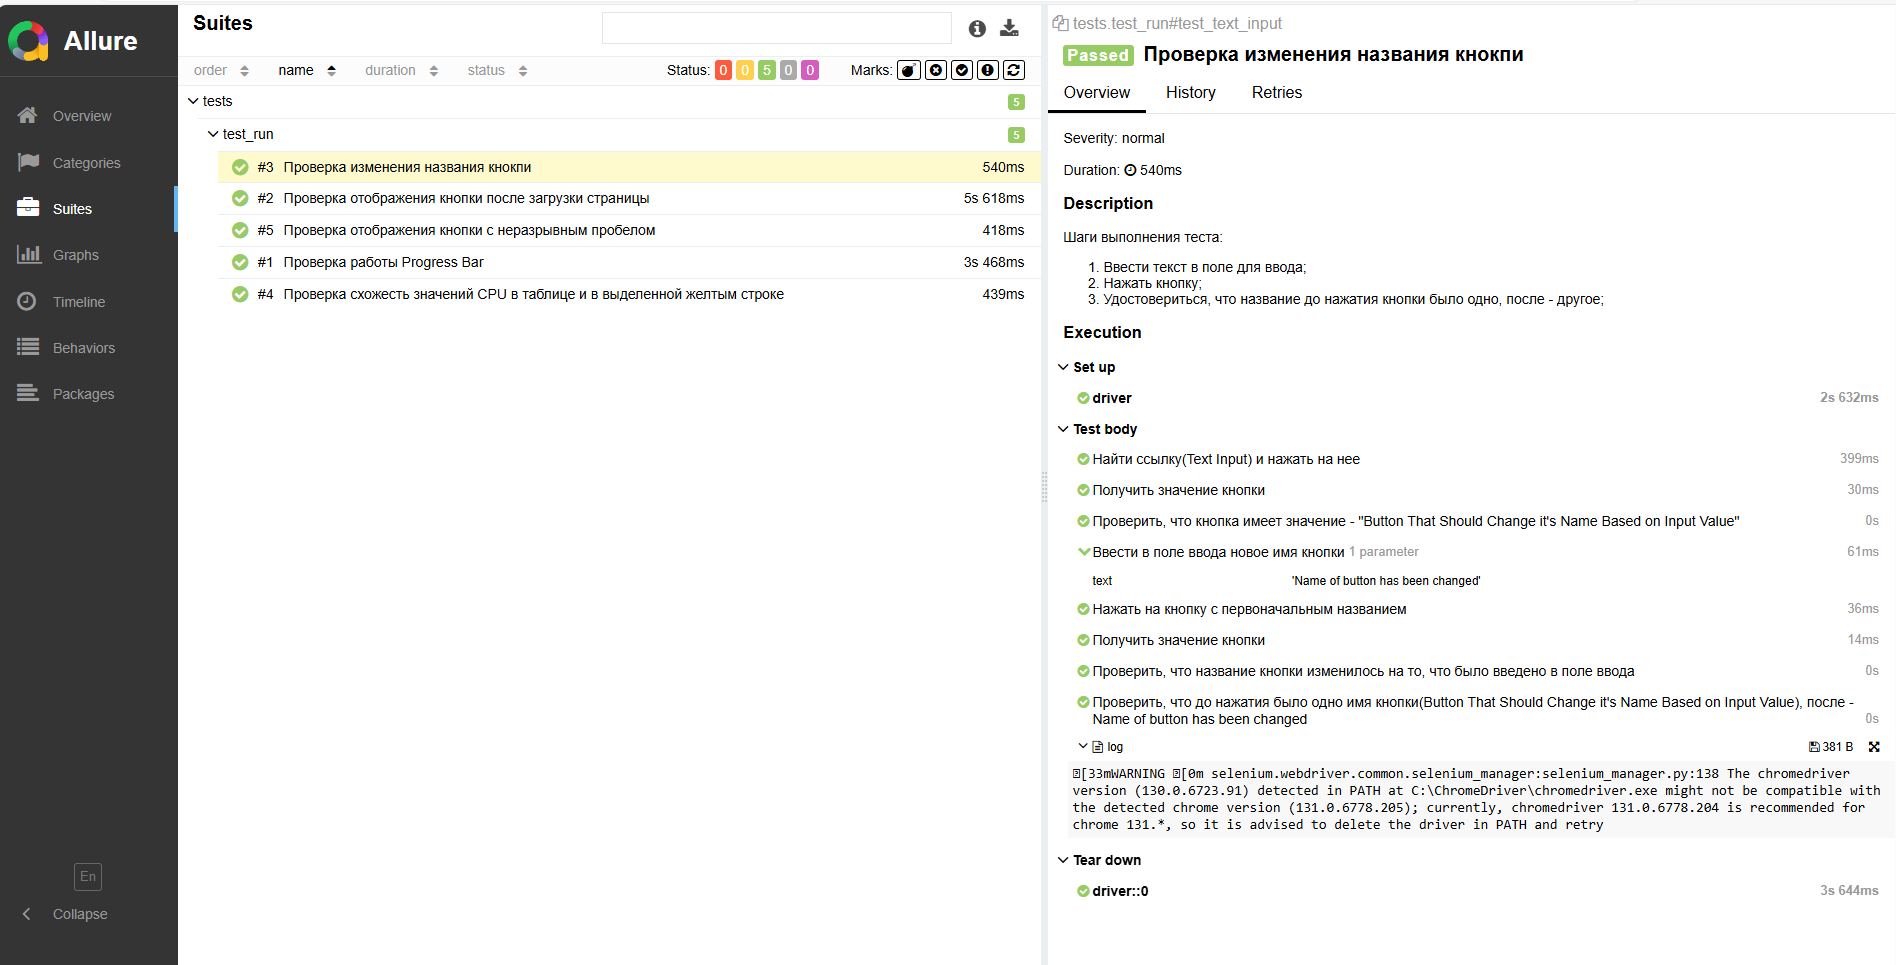 Allure
Overview
Categories
Suites
Graphs
Timeline
Behaviors
Packages
En
Collapse
Suites
order name duration status Status: 0 0 5 0 0 Marks:
tests 5
test_run 5
#3 Проверка изменения названия кнокпи 540ms
#2 Проверка отображения кнопки после загрузки страницы 5s 618ms
#5 Проверка отображения кнопки с неразрывным пробелом 418ms
#1 Проверка работы Progress Bar 3s 468ms
#4 Проверка схожесть значений CPU в таблице и в выделенной желтым строке 439ms
tests.test_run#test_text_input
Passed Проверка изменения названия кнокпи
Overview History Retries
Severity: normal
Duration: 540ms
Description
Шаги выполнения теста:
1. Ввести текст в поле для ввода;
2. Нажать кнопку;
3. Удостовериться, что название до нажатия кнопки было одно, после - другое;
Execution
Set up
driver 2s 632ms
Test body
Найти ссылку(Text Input) и нажать на нее 399ms
Получить значение кнопки 30ms
Проверить, что кнопка имеет значение - "Button That Should Change it's Name Based on Input Value" 0s
Ввести в поле ввода новое имя кнопки 1 parameter 61ms
text 'Name of button has been changed'
Нажать на кнопку с первоначальным названием 36ms
Получить значение кнопки 14ms
Проверить, что название кнопки изменилось на то, что было введено в поле ввода 0s
Проверить, что до нажатия было одно имя кнопки(Button That Should Change it's Name Based on Input Value), после -
Name of button has been changed 0s
log 381 B
[33mWARNING [0m selenium.webdriver.common.selenium_manager:selenium_manager.py:138 The chromedriver
version (130.0.6723.91) detected in PATH at C:\ChromeDriver\chromedriver.exe might not be compatible with
the detected chrome version (131.0.6778.205); currently, chromedriver 131.0.6778.204 is recommended for
chrome 131.*, so it is advised to delete the driver in PATH and retry
Tear down
driver::0 3s 644ms